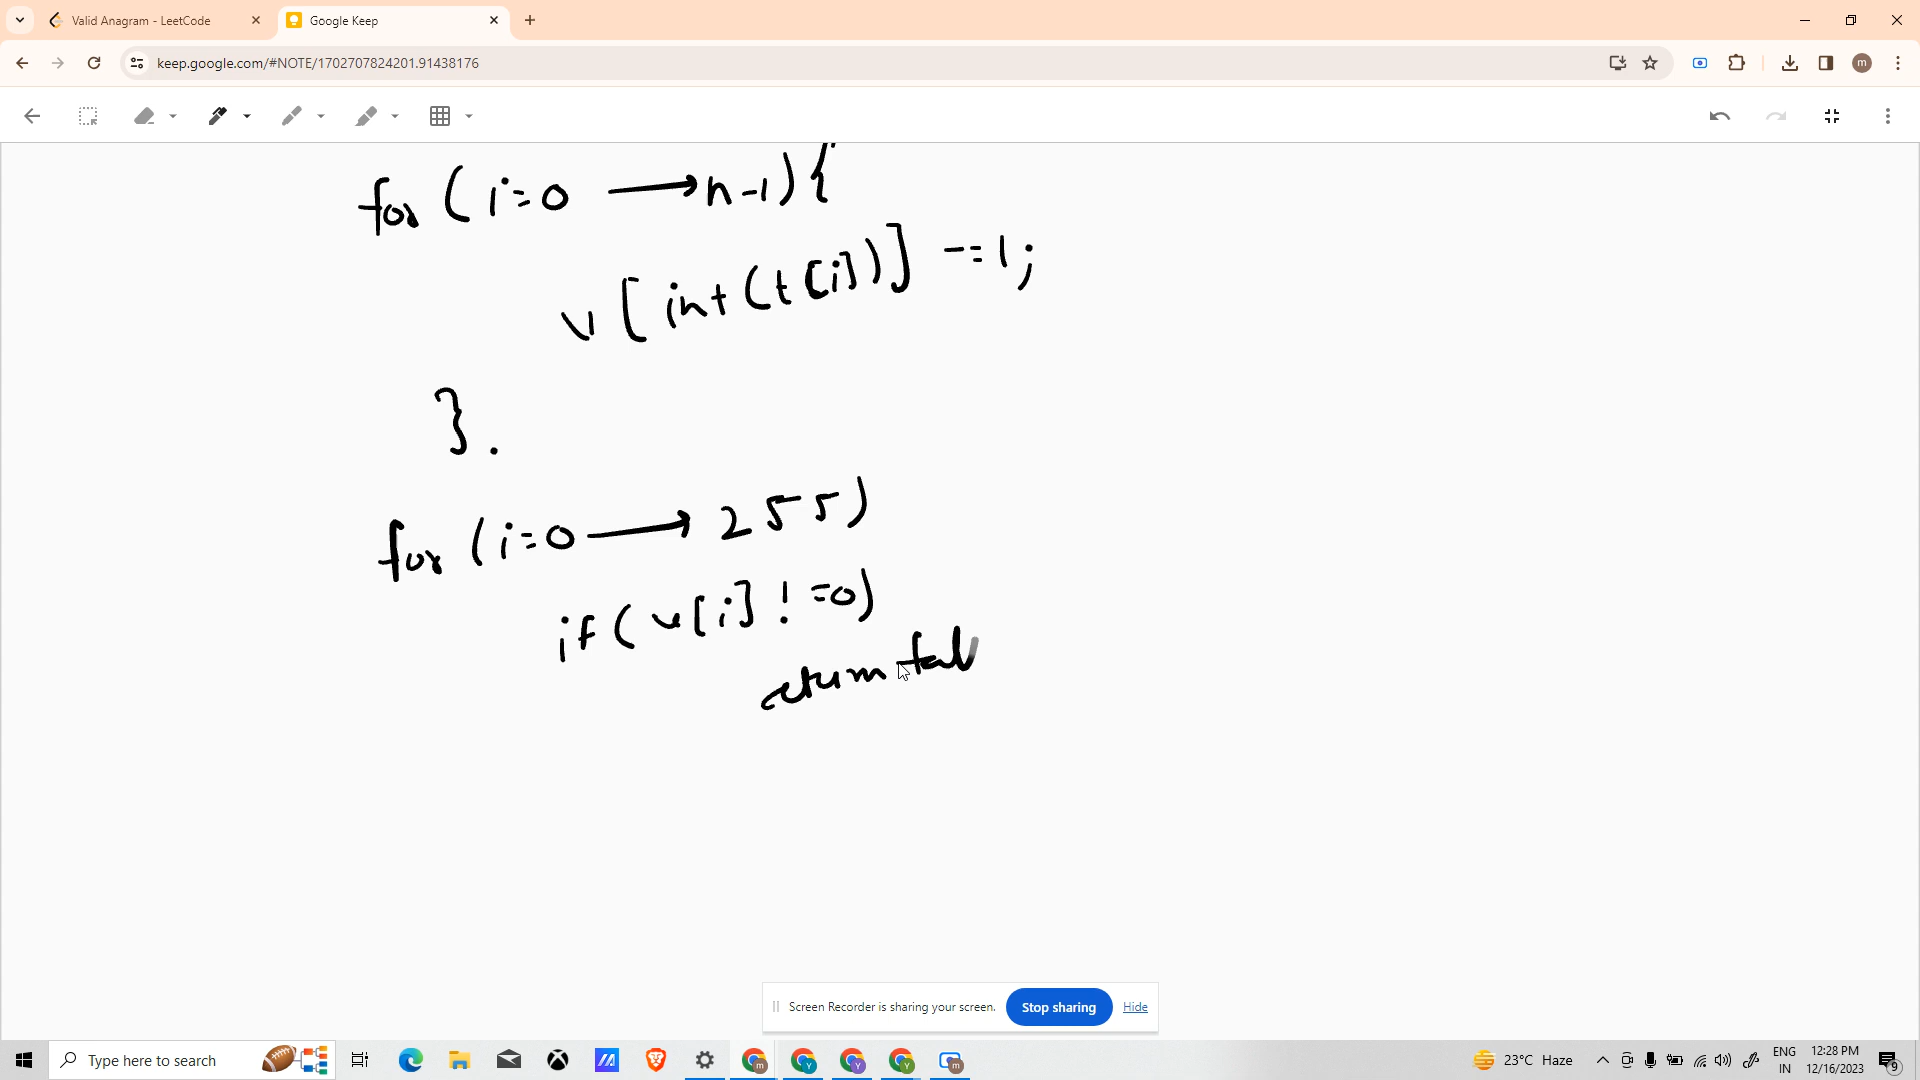 Valid Anagram - LeetCode
Google Keep
keep.google.com/#NOTE/1702707824201.91438176
m
for (i=0 ⟶ n-1) {
v[int(t[i])] -=1;
}.
for (i=0 ⟶ 255)
if( v[i] != 0)
return fal
Screen Recorder is sharing your screen.
Stop sharing
Hide
Type here to search
23°C Haze
ENG
IN
12:28 PM
12/16/2023
9